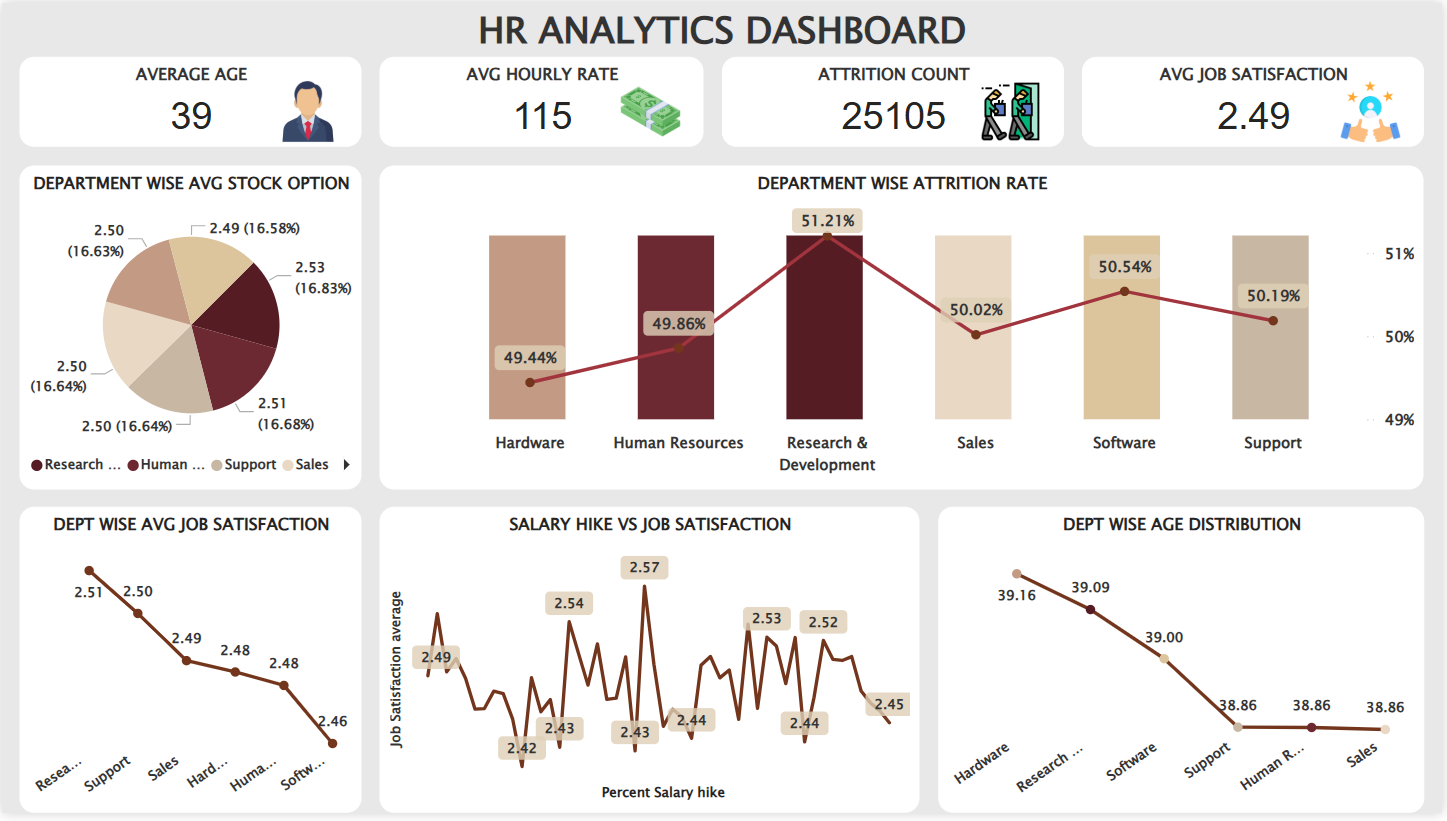 HR ANALYTICS DASHBOARD
AVERAGE AGE
39
AVG HOURLY RATE
115
ATTRITION COUNT
25105
AVG JOB SATISFACTION
2.49
DEPARTMENT WISE AVG STOCK OPTION
2.49 (16.58%)
2.50
(16.63%)
2.53
(16.83%)
2.50
(16.64%)
2.51
(16.68%)
2.50 (16.64%)
Research ... Human ... Support Sales
DEPARTMENT WISE ATTRITION RATE
51.21%
51%
50.54%
50.19%
50.02%
49.86%
50%
49.44%
49%
Hardware
Human Resources
Research &
Development
Sales
Software
Support
DEPT WISE AVG JOB SATISFACTION
2.51
2.50
2.49
2.48
2.48
2.46
Resea...
Support
Sales
Hard...
Huma...
Softw...
SALARY HIKE VS JOB SATISFACTION
Job Satisfaction average
2.49
2.42
2.43
2.54
2.43
2.57
2.44
2.53
2.44
2.52
2.45
Percent Salary hike
DEPT WISE AGE DISTRIBUTION
39.16
39.09
39.00
38.86
38.86
38.86
Hardware
Research ...
Software
Support
Human R...
Sales